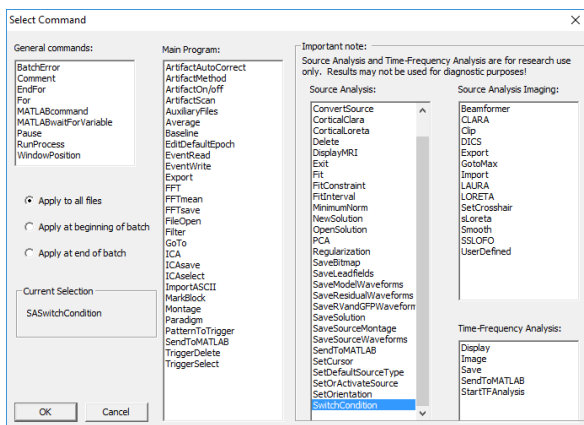 Select Command
General commands:
BatchError
Comment
EndFor
For
MATLABcommand
MATLABwaitForVariable
Pause
RunProcess
WindowPosition
Apply to all files
Apply at beginning of batch
Apply at end of batch
Current Selection
SASwitchCondition
OK
Cancel
Main Program:
ArtifactAutoCorrect
ArtifactMethod
ArtifactOn/off
ArtifactScan
AuxiliaryFiles
Average
Baseline
EditDefaultEpoch
EventRead
EventWrite
Export
FFT
FFTmean
FFTsave
FileOpen
Filter
GoTo
ICA
ICAsave
ICAselect
ImportASCII
MarkBlock
Montage
Paradigm
PatternToTrigger
SendToMATLAB
TriggerDelete
TriggerSelect
Important note:
Source Analysis and Time-Frequency Analysis are for research use
only. Results may not be used for diagnostic purposes!
Source Analysis:
ConvertSource
CorticalClara
CorticalLoreta
Delete
DisplayMRI
Exit
Fit
FitConstraint
FitInterval
MinimumNorm
NewSolution
OpenSolution
PCA
Regularization
SaveBitmap
SaveLeadfields
SaveModelWaveforms
SaveResidualWaveforms
SaveRVandGFPWaveform
SaveSolution
SaveSourceMontage
SaveSourceWaveforms
SendToMATLAB
SetCursor
SetDefaultSourceType
SetOrActivateSource
SetOrientation
SwitchCondition
Source Analysis Imaging:
Beamformer
CLARA
Clip
DICS
Export
GotoMax
Import
LAURA
LORETA
SetCrosshair
sLoreta
Smooth
SSLOFO
UserDefined
Time-Frequency Analysis:
Display
Image
Save
SendToMATLAB
StartTFAnalysis